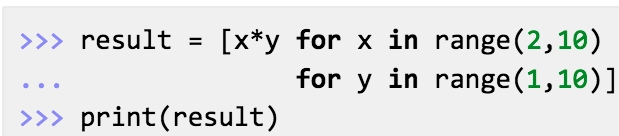 >>> result = [x*y for x in range(2,10)
...               for y in range(1,10)]
>>> print(result)